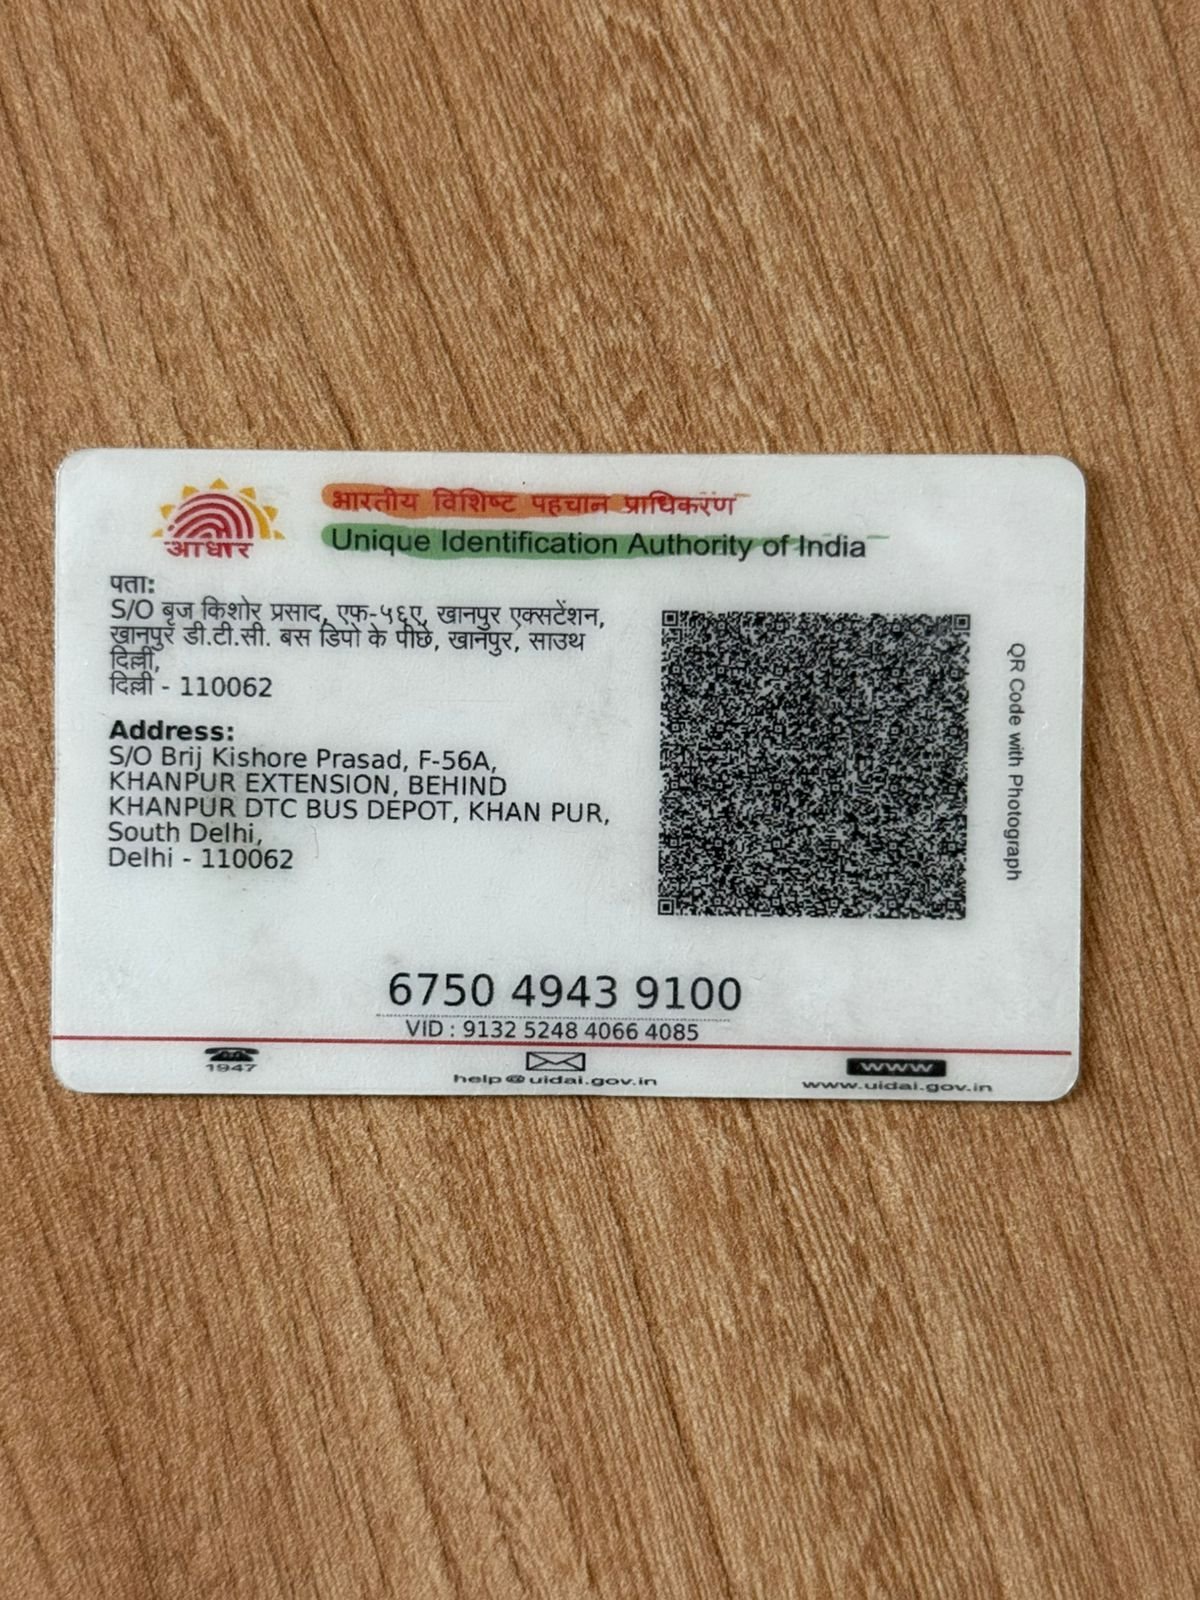 आधार
भारतीय विशिष्ट पहचान प्राधिकरण
Unique Identification Authority of India
पता:
S/O बृज किशोर प्रसाद, एफ-५६ए, खानपुर एक्सटेंशन,
खानपुर डी.टी.सी. बस डिपो के पीछे, खानपुर, साउथ
दिल्ली,
दिल्ली - 110062
Address:
S/O Brij Kishore Prasad, F-56A,
KHANPUR EXTENSION, BEHIND
KHANPUR DTC BUS DEPOT, KHAN PUR,
South Delhi,
Delhi - 110062
QR Code with Photograph
6750 4943 9100
VID : 9132 5248 4066 4085
1947
help@uidai.gov.in
www
www.uidai.gov.in